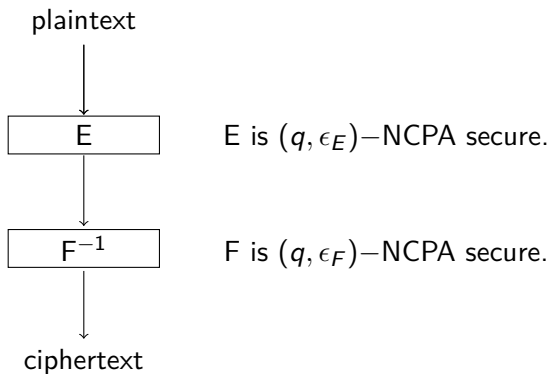 plaintext
E E is (q, ϵ_E)−NCPA secure.
F⁻¹ F is (q, ϵ_F)−NCPA secure.
ciphertext